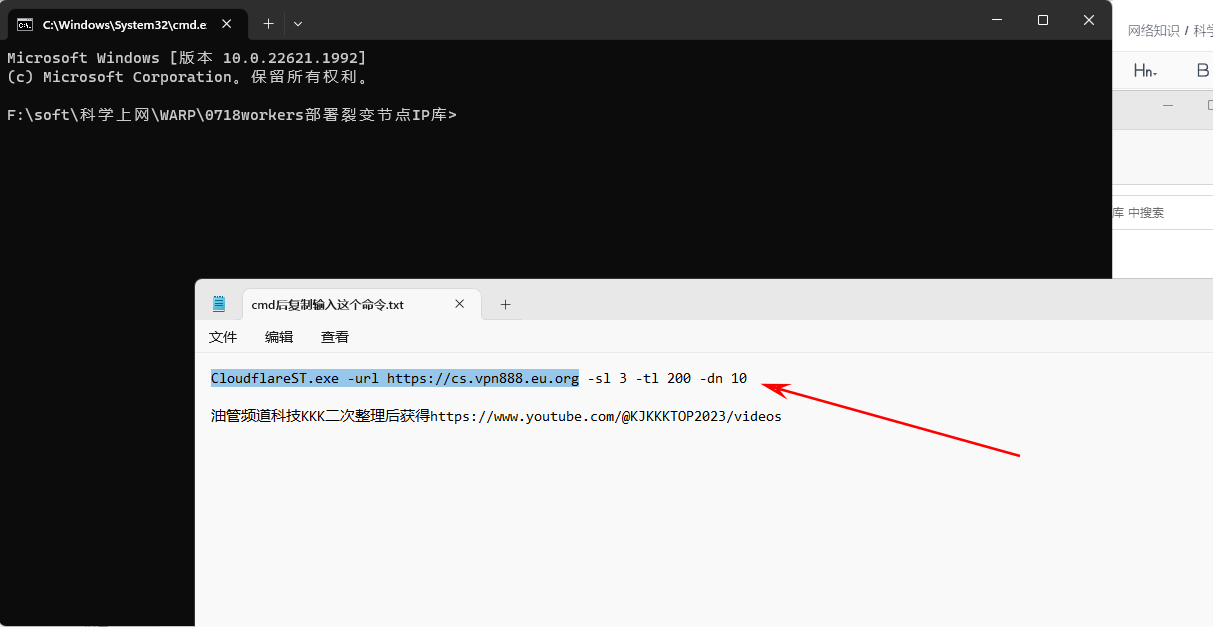 C:\Windows\System32\cmd.e
网络知识 / 科学
Microsoft Windows [版本 10.0.22621.1992]
(c) Microsoft Corporation。保留所有权利。
Hn
B
F:\soft\科学上网\WARP\0718workers部署裂变节点IP库>
库 中搜索
cmd后复制输入这个命令.txt
文件 编辑 查看
CloudflareST.exe -url https://cs.vpn888.eu.org -sl 3 -tl 200 -dn 10
油管频道科技KKK二次整理后获得https://www.youtube.com/@KJKKKTOP2023/videos